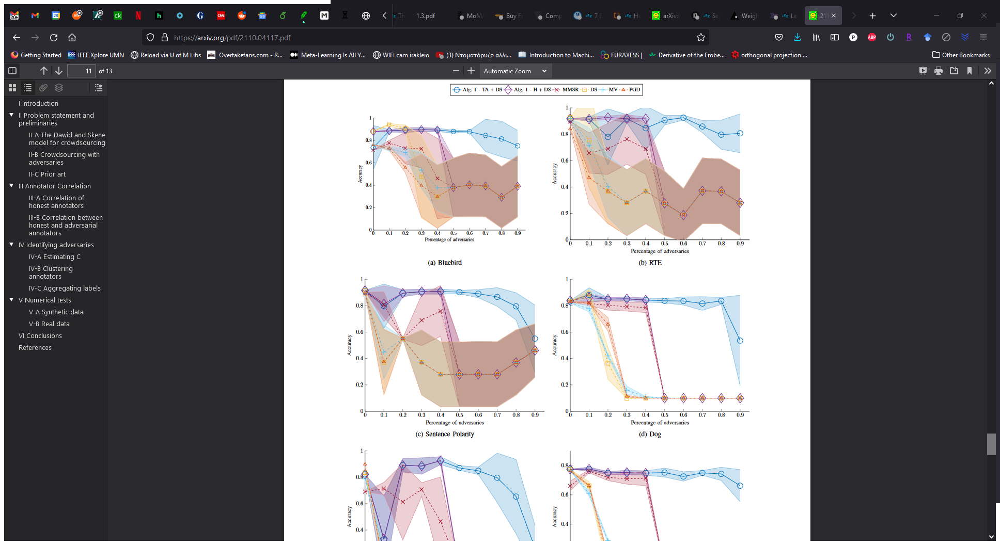 20+
28
ars
ck
N
h
G
CNN
M
Th
1.3.pdf
MoM
Buy F
Comp
7
H
arXiv:
n
Se
Weig
Le
211
https://arxiv.org/pdf/2110.04117.pdf
P
ABP
R
Getting Started
IEEE IEEE Xplore UMN
Reload via U of M Libs
Overtakefans.com - R...
Meta-Learning Is All Y...
WIFI cam irakleio
(3) Ντοματόρυζο αλλι...
Introduction to Machi...
EURAXESS |
Derivative of the Frobe...
orthogonal projection ...
Other Bookmarks
11 of 13
Automatic Zoom
I Introduction
II Problem statement and
preliminaries
II-A The Dawid and Skene
model for crowdsourcing
II-B Crowdsourcing with
adversaries
II-C Prior art
III Annotator Correlation
III-A Correlation of
honest annotators
III-B Correlation between
honest and adversarial
annotators
IV Identifying adversaries
IV-A Estimating C
IV-B Clustering
annotators
IV-C Aggregating labels
V Numerical tests
V-A Synthetic data
V-B Real data
VI Conclusions
References
Alg. 1 - TA + DS Alg. 1 - H + DS MMSR DS MV PGD
1
0.8
0.6
0.4
0.2
0
Accuracy
0 0.1 0.2 0.3 0.4 0.5 0.6 0.7 0.8 0.9
Percentage of adversaries
(a) Bluebird
1
0.8
0.6
0.4
0.2
0
Accuracy
0 0.1 0.2 0.3 0.4 0.5 0.6 0.7 0.8 0.9
Percentage of adversaries
(b) RTE
1
0.8
0.6
0.4
0.2
0
Accuracy
0 0.1 0.2 0.3 0.4 0.5 0.6 0.7 0.8 0.9
Percentage of adversaries
(c) Sentence Polarity
1
0.8
0.6
0.4
0.2
0
Accuracy
0 0.1 0.2 0.3 0.4 0.5 0.6 0.7 0.8 0.9
Percentage of adversaries
(d) Dog
1
0.8
0.6
0.4
Accuracy
0.8
0.6
0.4
Accuracy